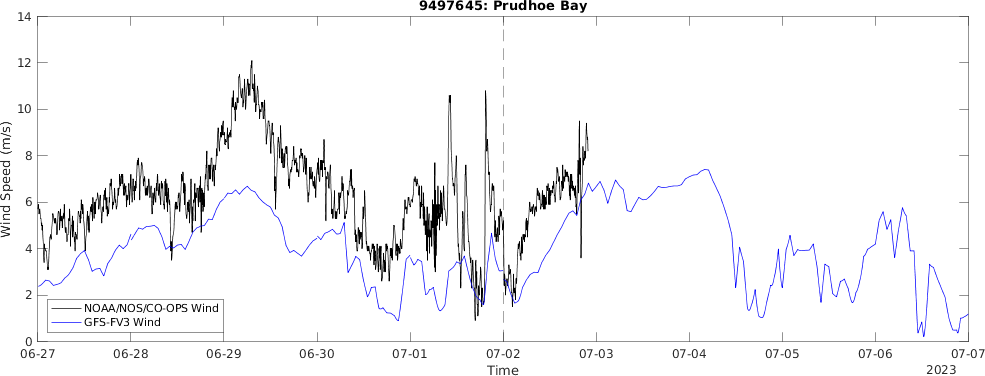 9497645: Prudhoe Bay
Wind Speed (m/s)
14
12
10
8
6
4
2
0
NOAA/NOS/CO-OPS Wind
GFS-FV3 Wind
06-27 06-28 06-29 06-30 07-01 07-02 07-03 07-04 07-05 07-06 07-07
Time
2023